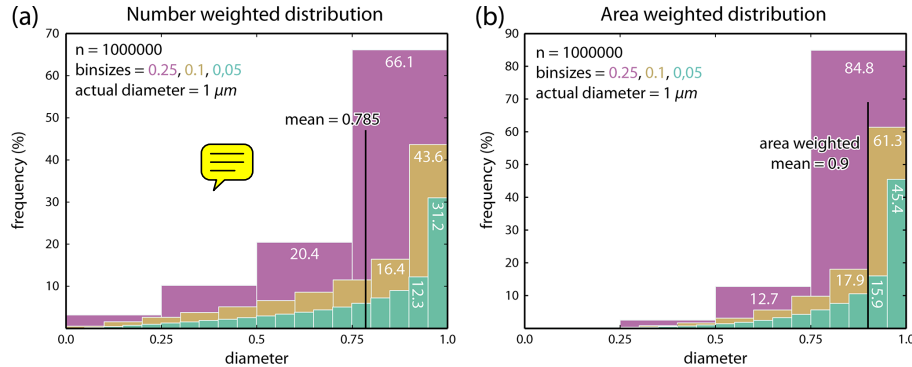 (a)
Number weighted distribution
70
60
50
40
30
20
10
frequency (%)
n = 1000000
binsizes = 0.25, 0.1, 0,05
actual diameter = 1 µm
mean = 0.785
66.1
43.6
31.2
20.4
16.4
12.3
0.0
0.25
0.5
0.75
1.0
diameter
(b)
Area weighted distribution
90
80
70
60
50
40
30
20
10
frequency (%)
n = 1000000
binsizes = 0.25, 0.1, 0,05
actual diameter = 1 µm
area weighted
mean = 0.9
84.8
61.3
45.4
12.7
17.9
15.9
0.0
0.25
0.5
0.75
1.0
diameter